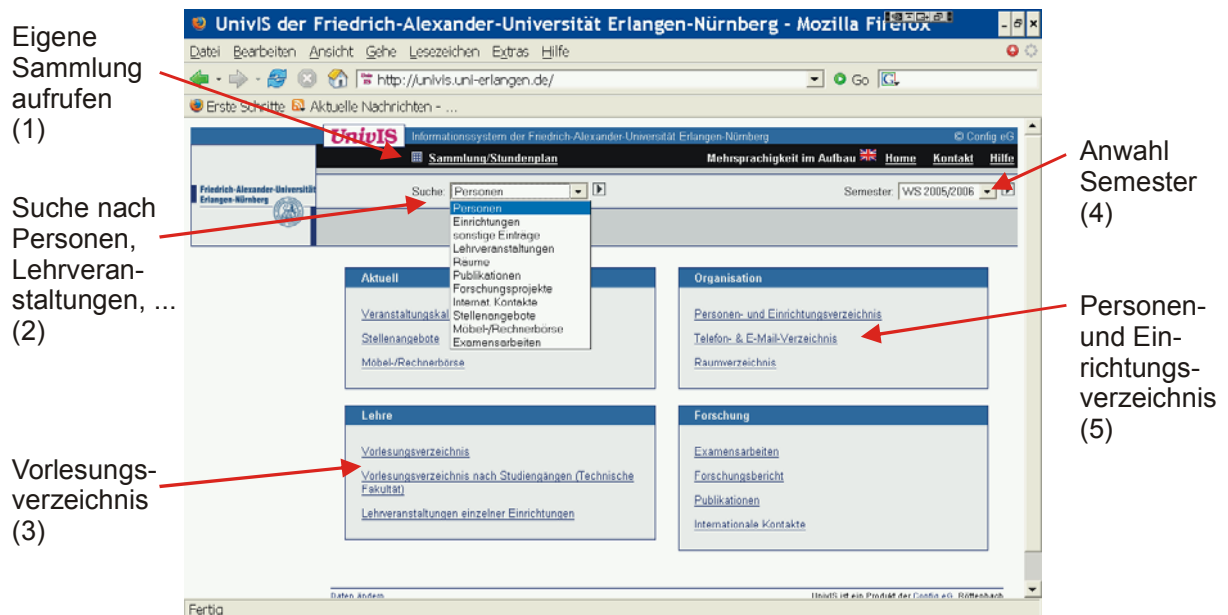 Eigene
Sammlung
aufrufen
(1)
Suche nach
Personen,
Lehrveran-
staltungen, ...
(2)
Vorlesungs-
verzeichnis
(3)
UnivIS der Friedrich-Alexander-Universität Erlangen-Nürnberg - Mozilla Firefox
Datei Bearbeiten Ansicht Gehe Lesezeichen Extras Hilfe
http://univis.uni-erlangen.de/ Go
Erste Schritte Aktuelle Nachrichten - ...
UnivIS Informationssystem der Friedrich-Alexander-Universität Erlangen-Nürnberg © Config eG
Sammlung/Stundenplan Mehrsprachigkeit im Aufbau Home Kontakt Hilfe
Friedrich-Alexander-Universität
Erlangen-Nürnberg
Suche: Personen Semester: WS 2005/2006
Personen
Einrichtungen
sonstige Einträge
Lehrveranstaltungen
Räume
Publikationen
Forschungsprojekte
Internat. Kontakte
Stellenangebote
Möbel-/Rechnerbörse
Examensarbeiten
Aktuell
Veranstaltungskal
Stellenangebote
Möbel-/Rechnerbörse
Organisation
Personen- und Einrichtungsverzeichnis
Telefon- & E-Mail-Verzeichnis
Raumverzeichnis
Lehre
Vorlesungsverzeichnis
Vorlesungsverzeichnis nach Studiengängen (Technische
Fakultät)
Lehrveranstaltungen einzelner Einrichtungen
Forschung
Examensarbeiten
Forschungsbericht
Publikationen
Internationale Kontakte
Daten ändern UnivIS ist ein Produkt der Config eG, Röttenbach
Fertig
Anwahl
Semester
(4)
Personen-
und Ein-
richtungs-
verzeichnis
(5)